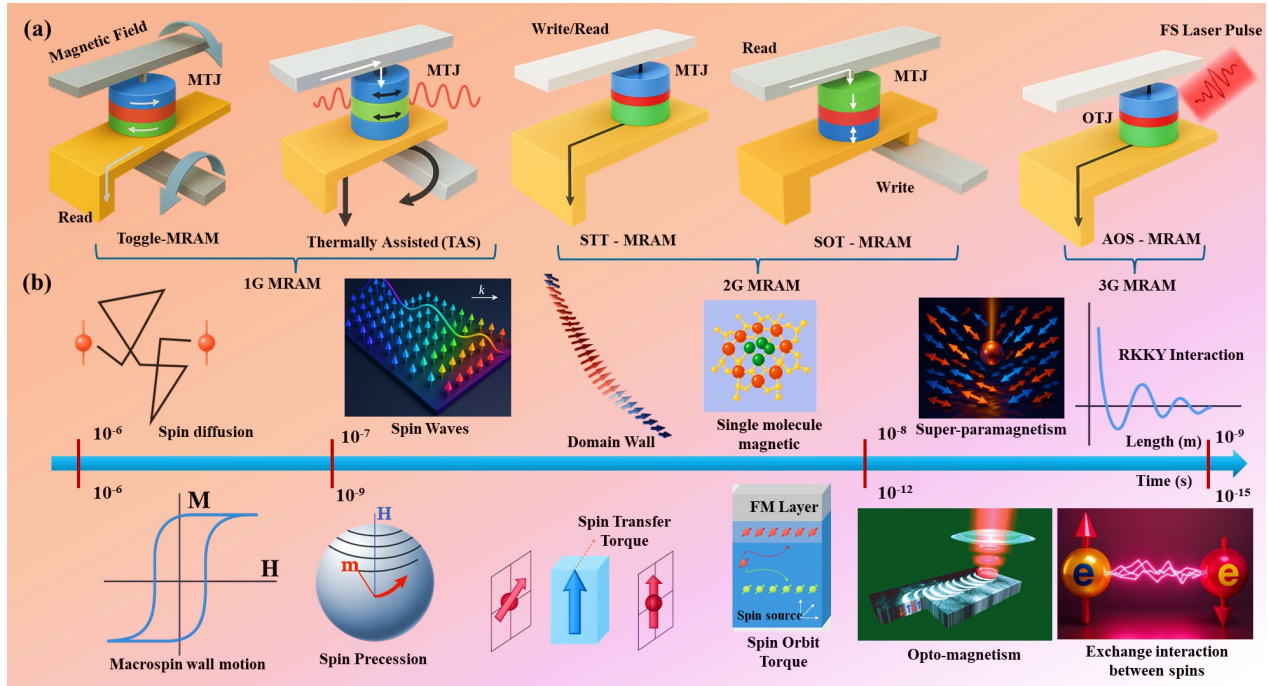 (a)
Magnetic Field
MTJ
Read
Toggle-MRAM
MTJ
Thermally Assisted (TAS)
1G MRAM
Write/Read
MTJ
STT - MRAM
Read
MTJ
Write
SOT - MRAM
2G MRAM
FS Laser Pulse
OTJ
AOS - MRAM
3G MRAM
(b)
Spin diffusion
k
Spin Waves
Domain Wall
Single molecule
magnetic
Super-paramagnetism
RKKY Interaction
Length (m)
10⁻⁶
10⁻⁷
10⁻⁸
10⁻⁹
Time (s)
10⁻⁶
10⁻⁹
10⁻¹²
10⁻¹⁵
M
H
Macrospin wall motion
H
m
Spin Precession
Spin Transfer
Torque
FM Layer
Spin source
Spin Orbit
Torque
Opto-magnetism
e
e
Exchange interaction
between spins